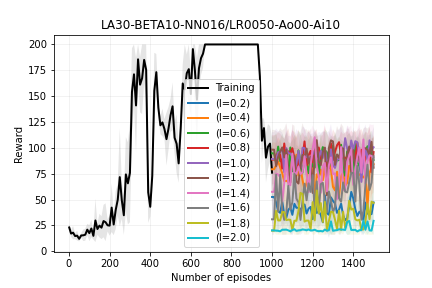 LA30-BETA10-NN016/LR0050-Ao00-Ai10
Reward
200
175
150
125
100
75
50
25
0
Training
(l=0.2)
(l=0.4)
(l=0.6)
(l=0.8)
(l=1.0)
(l=1.2)
(l=1.4)
(l=1.6)
(l=1.8)
(l=2.0)
0 200 400 600 800 1000 1200 1400
Number of episodes